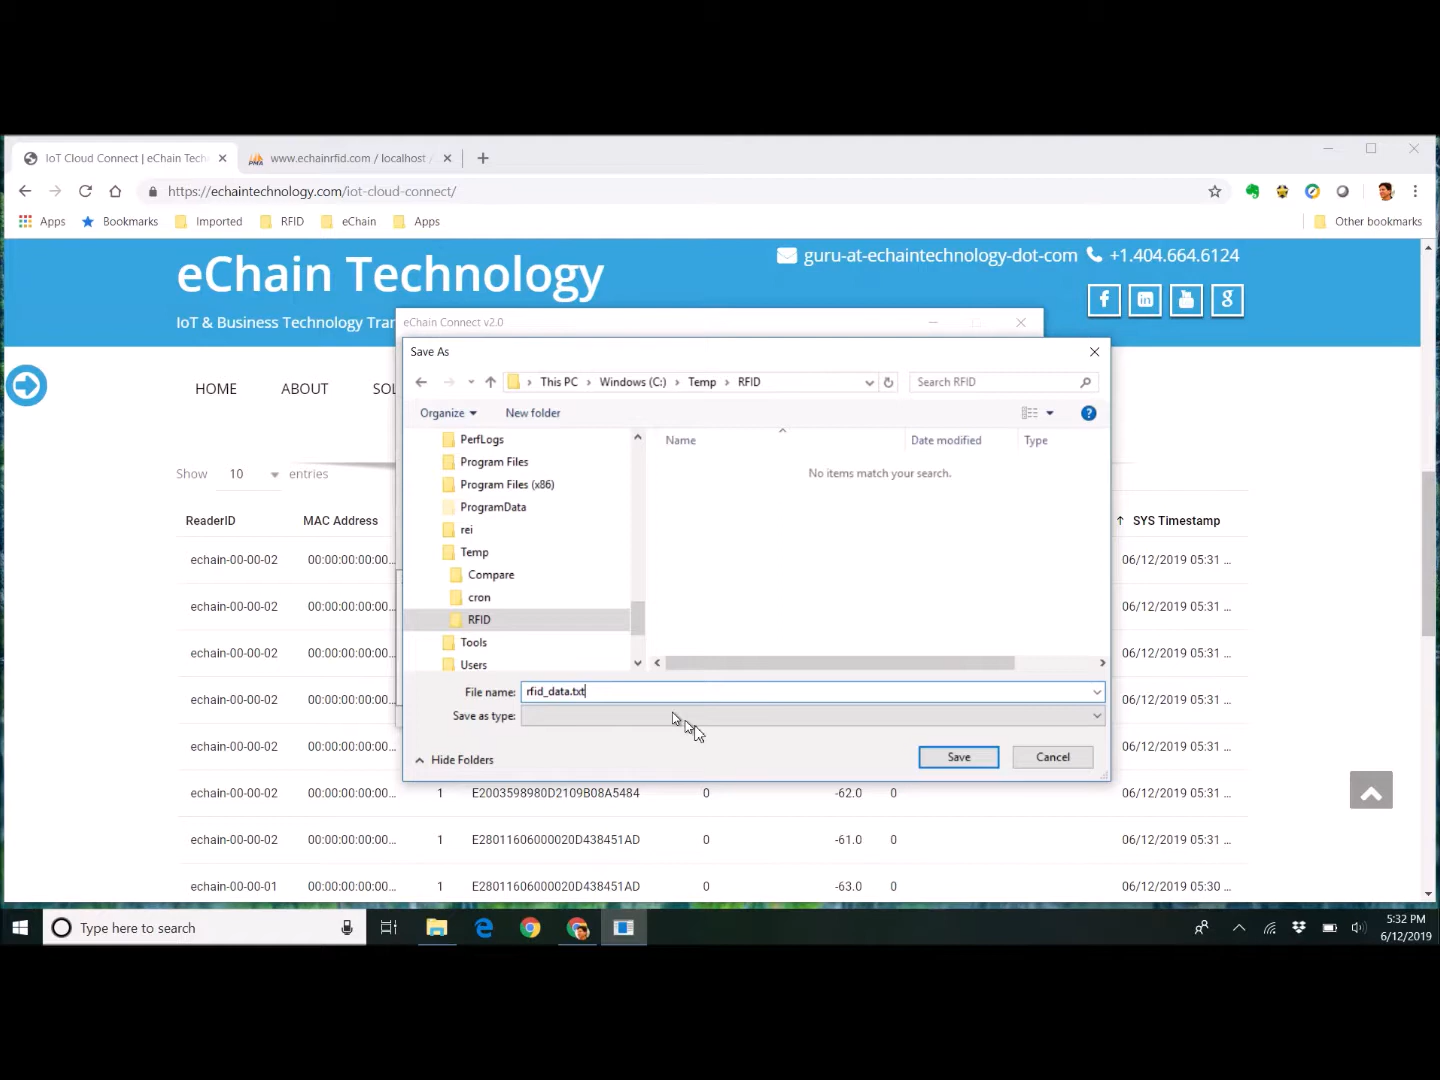 IoT Cloud Connect | eChain Tech
www.echainrfid.com / localhost /
https://echaintechnology.com/iot-cloud-connect/
Apps Bookmarks Imported RFID eChain Apps Other bookmarks
eChain Technology
guru-at-echaintechnology-dot-com +1.404.664.6124
IoT & Business Technology Tran
eChain Connect v2.0
Save As
This PC > Windows (C:) > Temp > RFID
Search RFID
HOME ABOUT SOL
Organize New folder
PerfLogs
Program Files
Program Files (x86)
ProgramData
rei
Temp
Compare
cron
RFID
Tools
Users
Name Date modified Type
No items match your search.
File name: rfid_data.txt
Save as type:
Hide Folders
Save Cancel
Show 10 entries
ReaderID MAC Address SYS Timestamp
echain-00-00-02 00:00:00:00:00... 06/12/2019 05:31 ...
echain-00-00-02 00:00:00:00:00... 06/12/2019 05:31 ...
echain-00-00-02 00:00:00:00:00... 06/12/2019 05:31 ...
echain-00-00-02 00:00:00:00:00... 06/12/2019 05:31 ...
echain-00-00-02 00:00:00:00:00... 06/12/2019 05:31 ...
echain-00-00-02 00:00:00:00:00... 1 E2003598980D2109B08A5484 0 -62.0 0 06/12/2019 05:31 ...
echain-00-00-02 00:00:00:00:00... 1 E28011606000020D438451AD 0 -61.0 0 06/12/2019 05:31 ...
echain-00-00-01 00:00:00:00:00... 1 E28011606000020D438451AD 0 -63.0 0 06/12/2019 05:30 ...
Type here to search
5:32 PM
6/12/2019